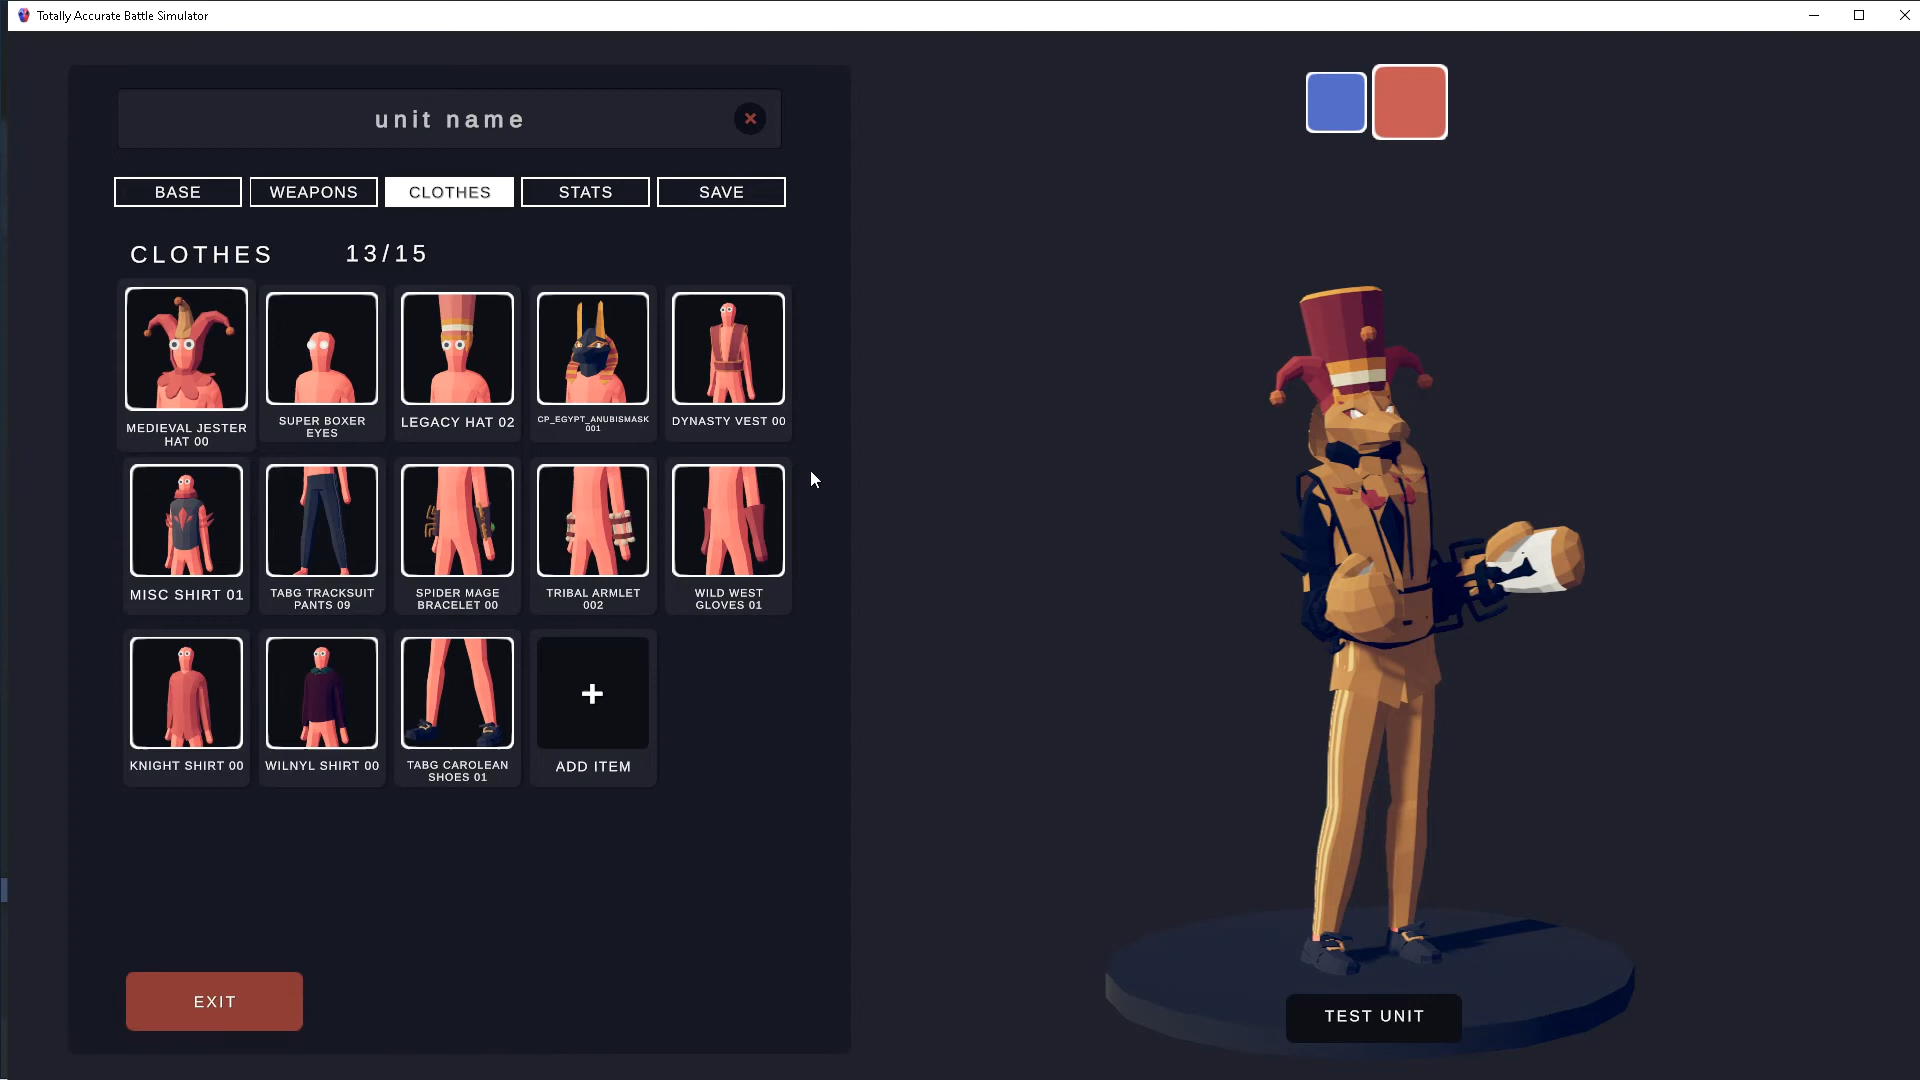 Totally Accurate Battle Simulator
unit name
BASE
WEAPONS
CLOTHES
STATS
SAVE
CLOTHES 13/15
MEDIEVAL JESTER
HAT 00
SUPER BOXER
EYES
LEGACY HAT 02
CP_EGYPT_ANUBISMASK
001
DYNASTY VEST 00
MISC SHIRT 01
TABG TRACKSUIT
PANTS 09
SPIDER MAGE
BRACELET 00
TRIBAL ARMLET
002
WILD WEST
GLOVES 01
KNIGHT SHIRT 00
WILNYL SHIRT 00
TABG CAROLEAN
SHOES 01
+
ADD ITEM
EXIT
TEST UNIT